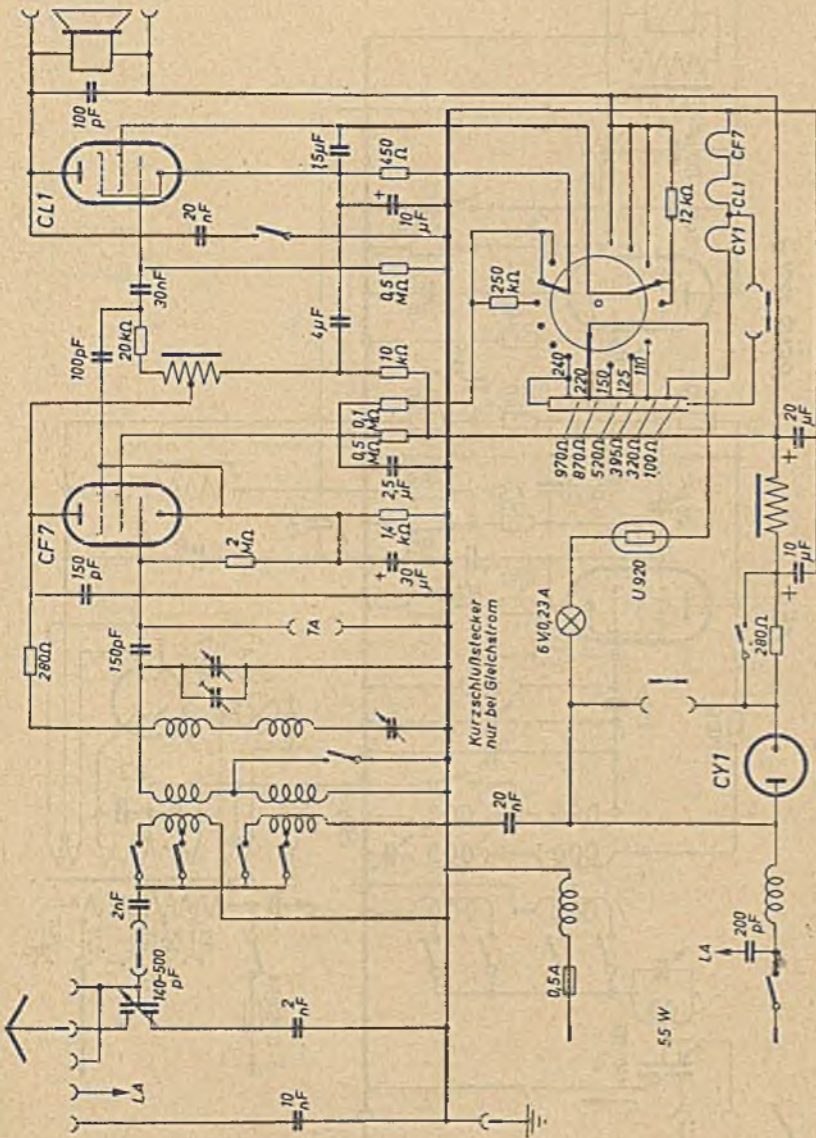 100
pF
CL1
20
nF
15µF
450
Ω
+
10
µF
30nF
0,5
MΩ
100pF
20kΩ
4µF
10
kΩ
0,1
MΩ
0,5
MΩ
2,5
µF
CF7
150
pF
2
MΩ
1,4
kΩ
+
30
µF
280Ω
150pF
TA
2nF
140-500
pF
2
nF
LA
10
nF
Kurzschlußstecker
nur bei Gleichstrom
20
nF
250
kΩ
12 kΩ
CF7
CL1
CY1
240
220
150
125
110
970Ω
870Ω
520Ω
395Ω
320Ω
100Ω
6V/0,23A
U920
+
20
µF
+
10
µF
280Ω
CY1
0,5A
55 W
LA
200
pF